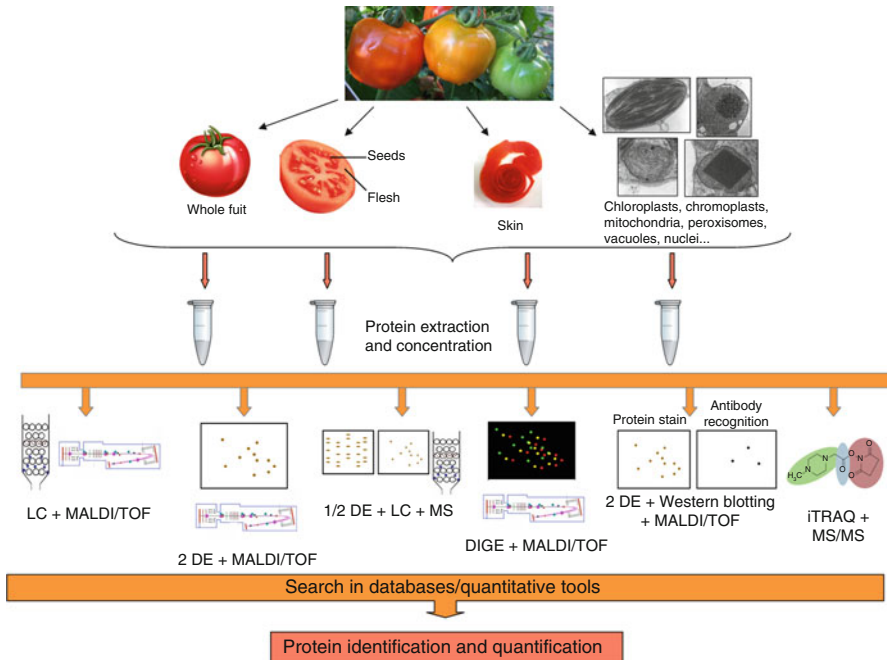 Seeds
Flesh
Whole fuit
Skin
Chloroplasts, chromoplasts,
mitochondria, peroxisomes,
vacuoles, nuclei...
Protein extraction
and concentration
Protein stain
Antibody
recognition
LC + MALDI/TOF
2 DE + MALDI/TOF
1/2 DE + LC + MS
DIGE + MALDI/TOF
2 DE + Western blotting
+ MALDI/TOF
H₃C
N
N
O
O
N
O
O
iTRAQ +
MS/MS
Search in databases/quantitative tools
Protein identification and quantification